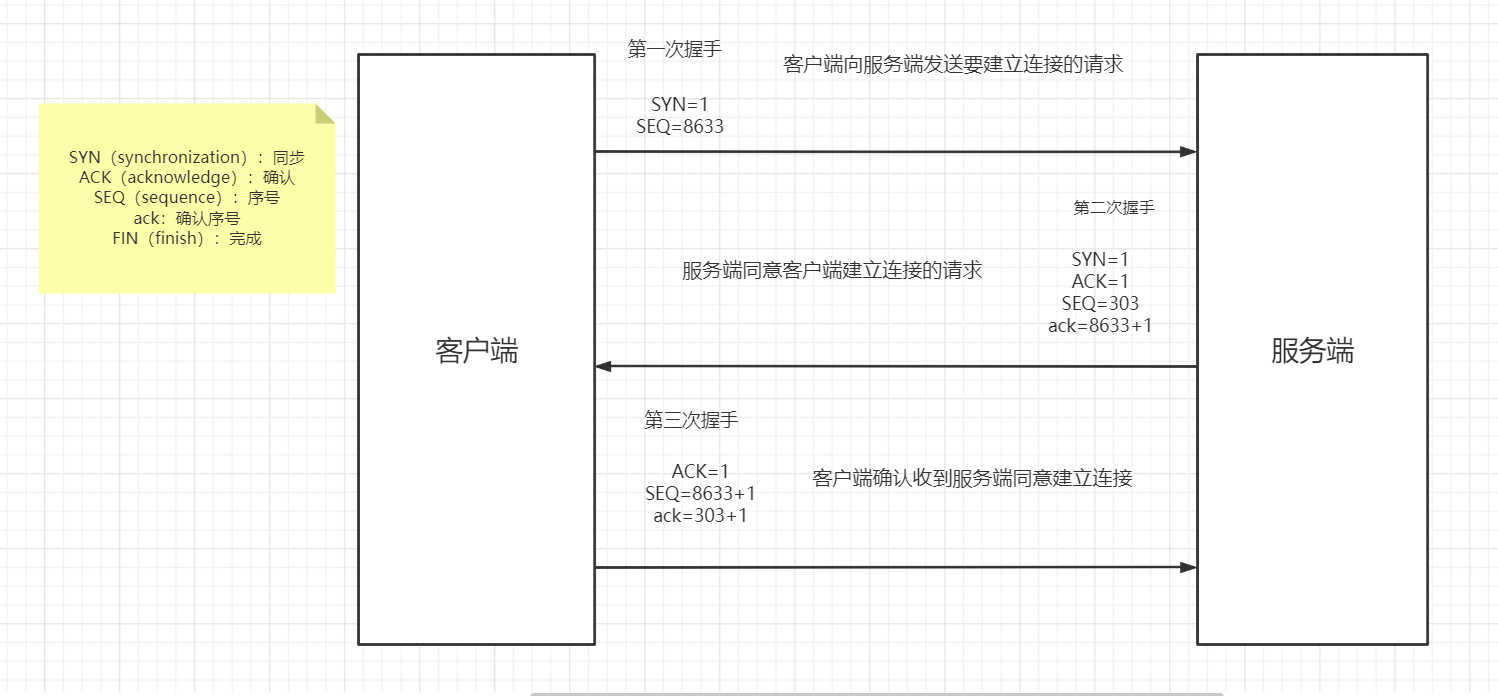 第一次握手
客户端向服务端发送要建立连接的请求
SYN=1
SEQ=8633
SYN（synchronization）：同步
ACK（acknowledge）：确认
SEQ（sequence）：序号
ack：确认序号
FIN（finish）：完成
第二次握手
服务端同意客户端建立连接的请求
SYN=1
ACK=1
SEQ=303
ack=8633+1
客户端
服务端
第三次握手
ACK=1
SEQ=8633+1
ack=303+1
客户端确认收到服务端同意建立连接